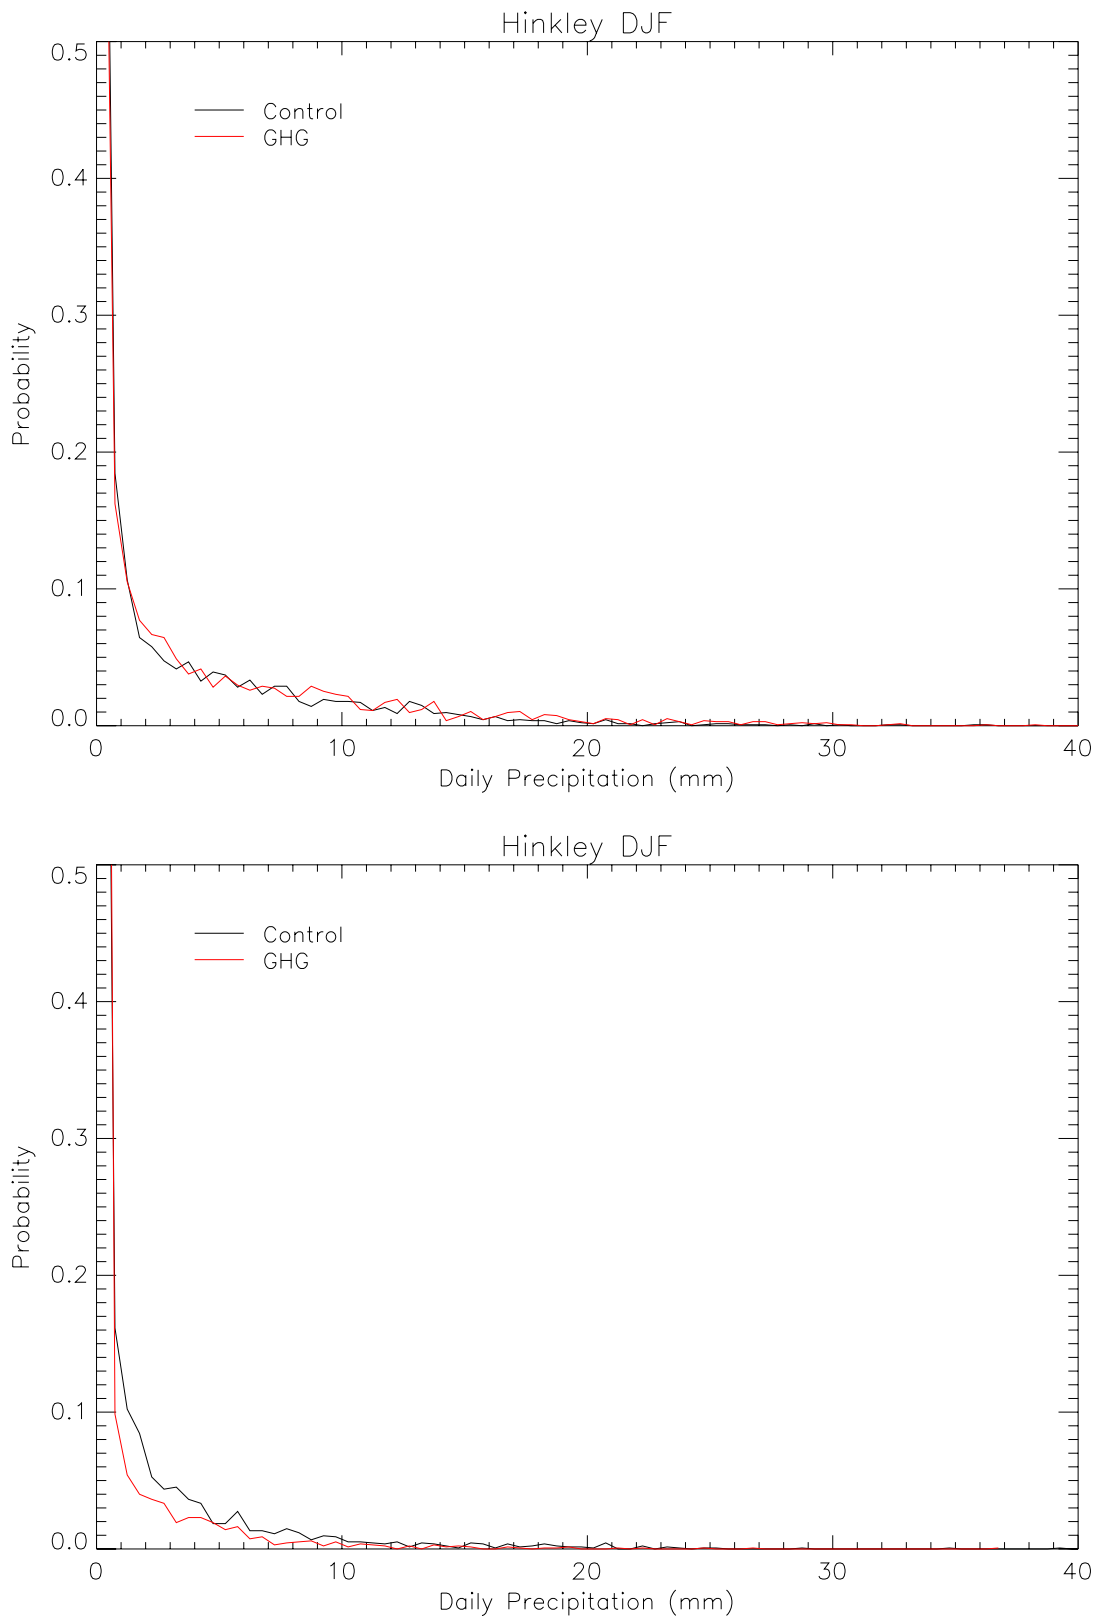 Hinkley DJF
0.5
Control
GHG
0.4
0.3
0.2
0.1
0.0
Probability
0 10 20 30 40
Daily Precipitation (mm)
Hinkley DJF
0.5
Control
GHG
0.4
0.3
0.2
0.1
0.0
Probability
0 10 20 30 40
Daily Precipitation (mm)